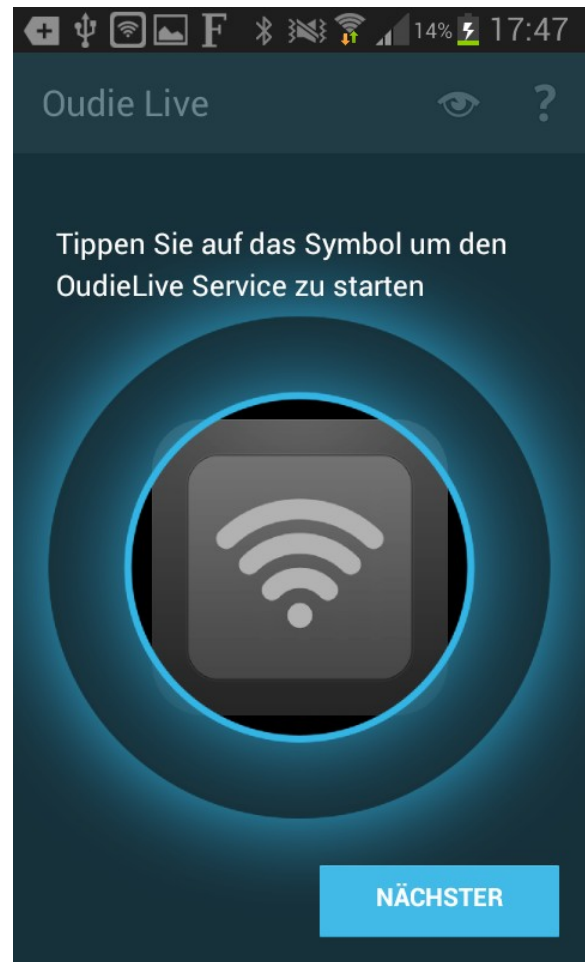 F 14% 17:47
Oudie Live ?
Tippen Sie auf das Symbol um den
OudieLive Service zu starten
NÄCHSTER